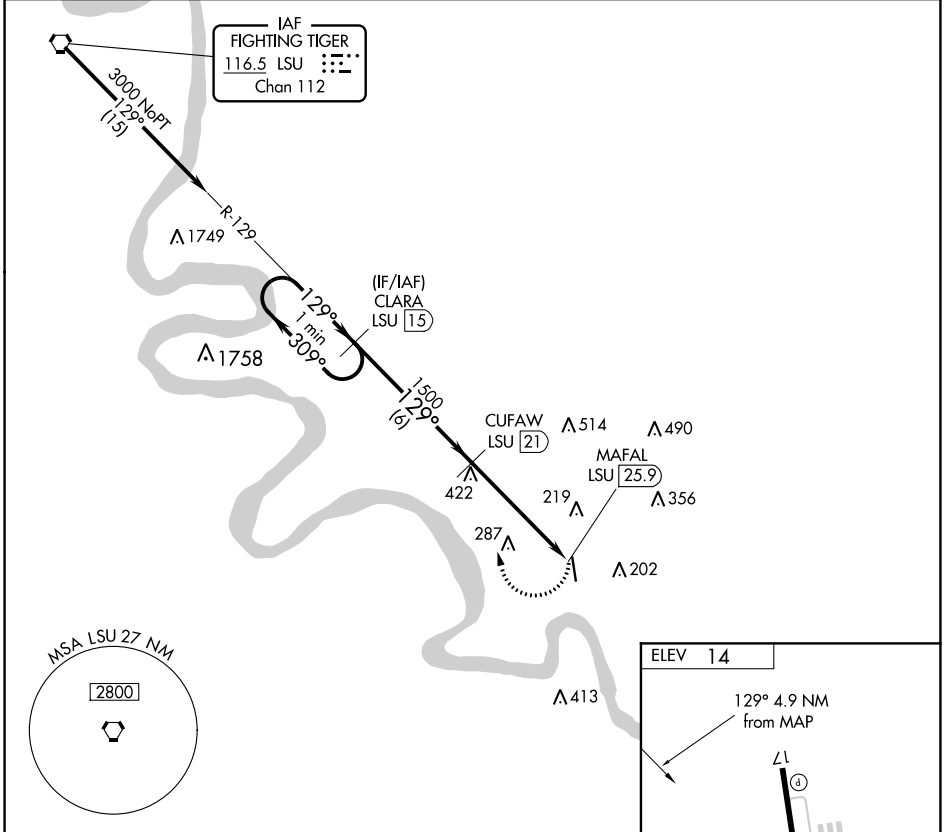 IAF
FIGHTING TIGER
116.5 LSU
Chan 112
3000 NoPT
129°
(15)
R-129
1749
(IF/IAF)
CLARA
LSU 15
129°
1 min
309°
1758
1500
129°
(6)
CUFAW
LSU 21
514
490
MAFAL
LSU 25.9
422
219
356
287
202
MSA LSU 27 NM
2800
413
ELEV 14
129° 4.9 NM
from MAP
17
P